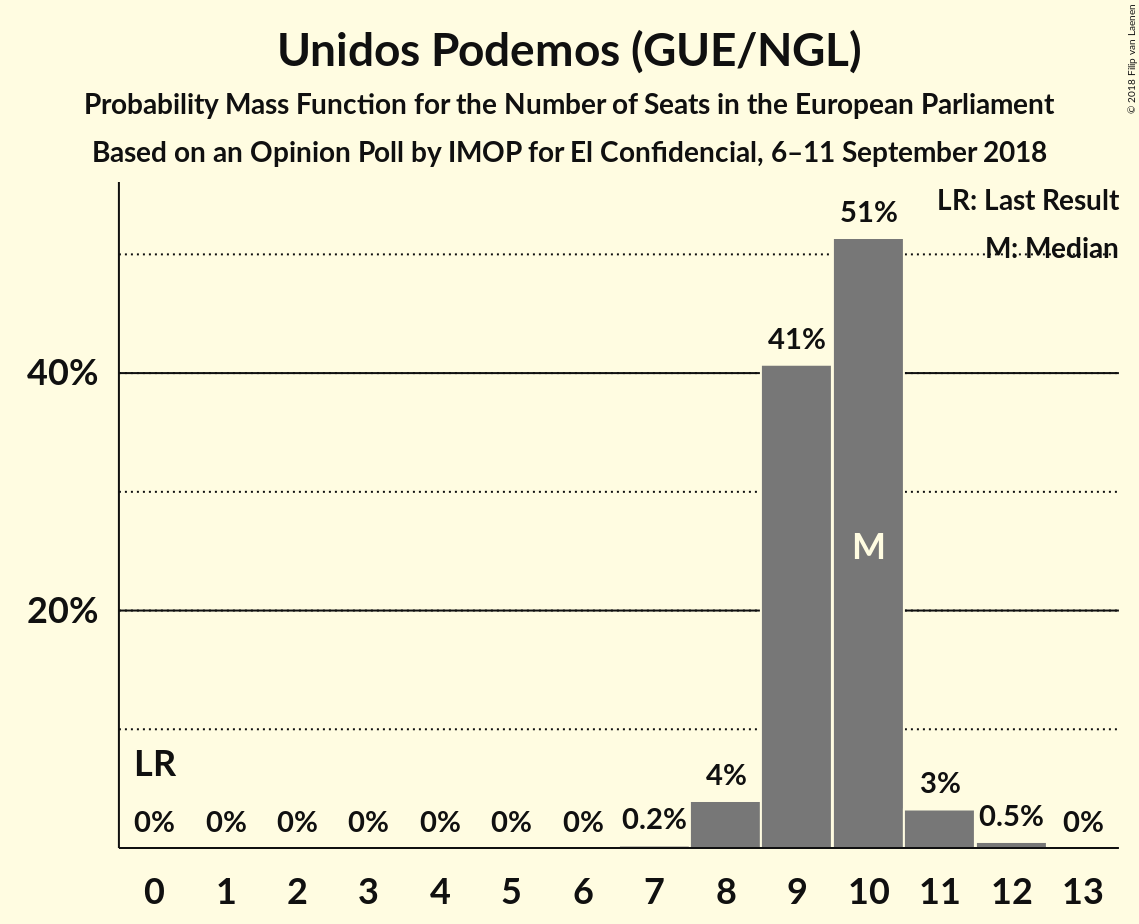 Unidos Podemos (GUE/NGL)
Probability Mass Function for the Number of Seats in the European Parliament
Based on an Opinion Poll by IMOP for El Confidencial, 6–11 September 2018
© 2018 Filip van Laenen
LR: Last Result
M: Median
51%
41%
40%
M
20%
LR
4%
3%
0% 0% 0% 0% 0% 0% 0% 0.2% 0.5% 0%
0 1 2 3 4 5 6 7 8 9 10 11 12 13